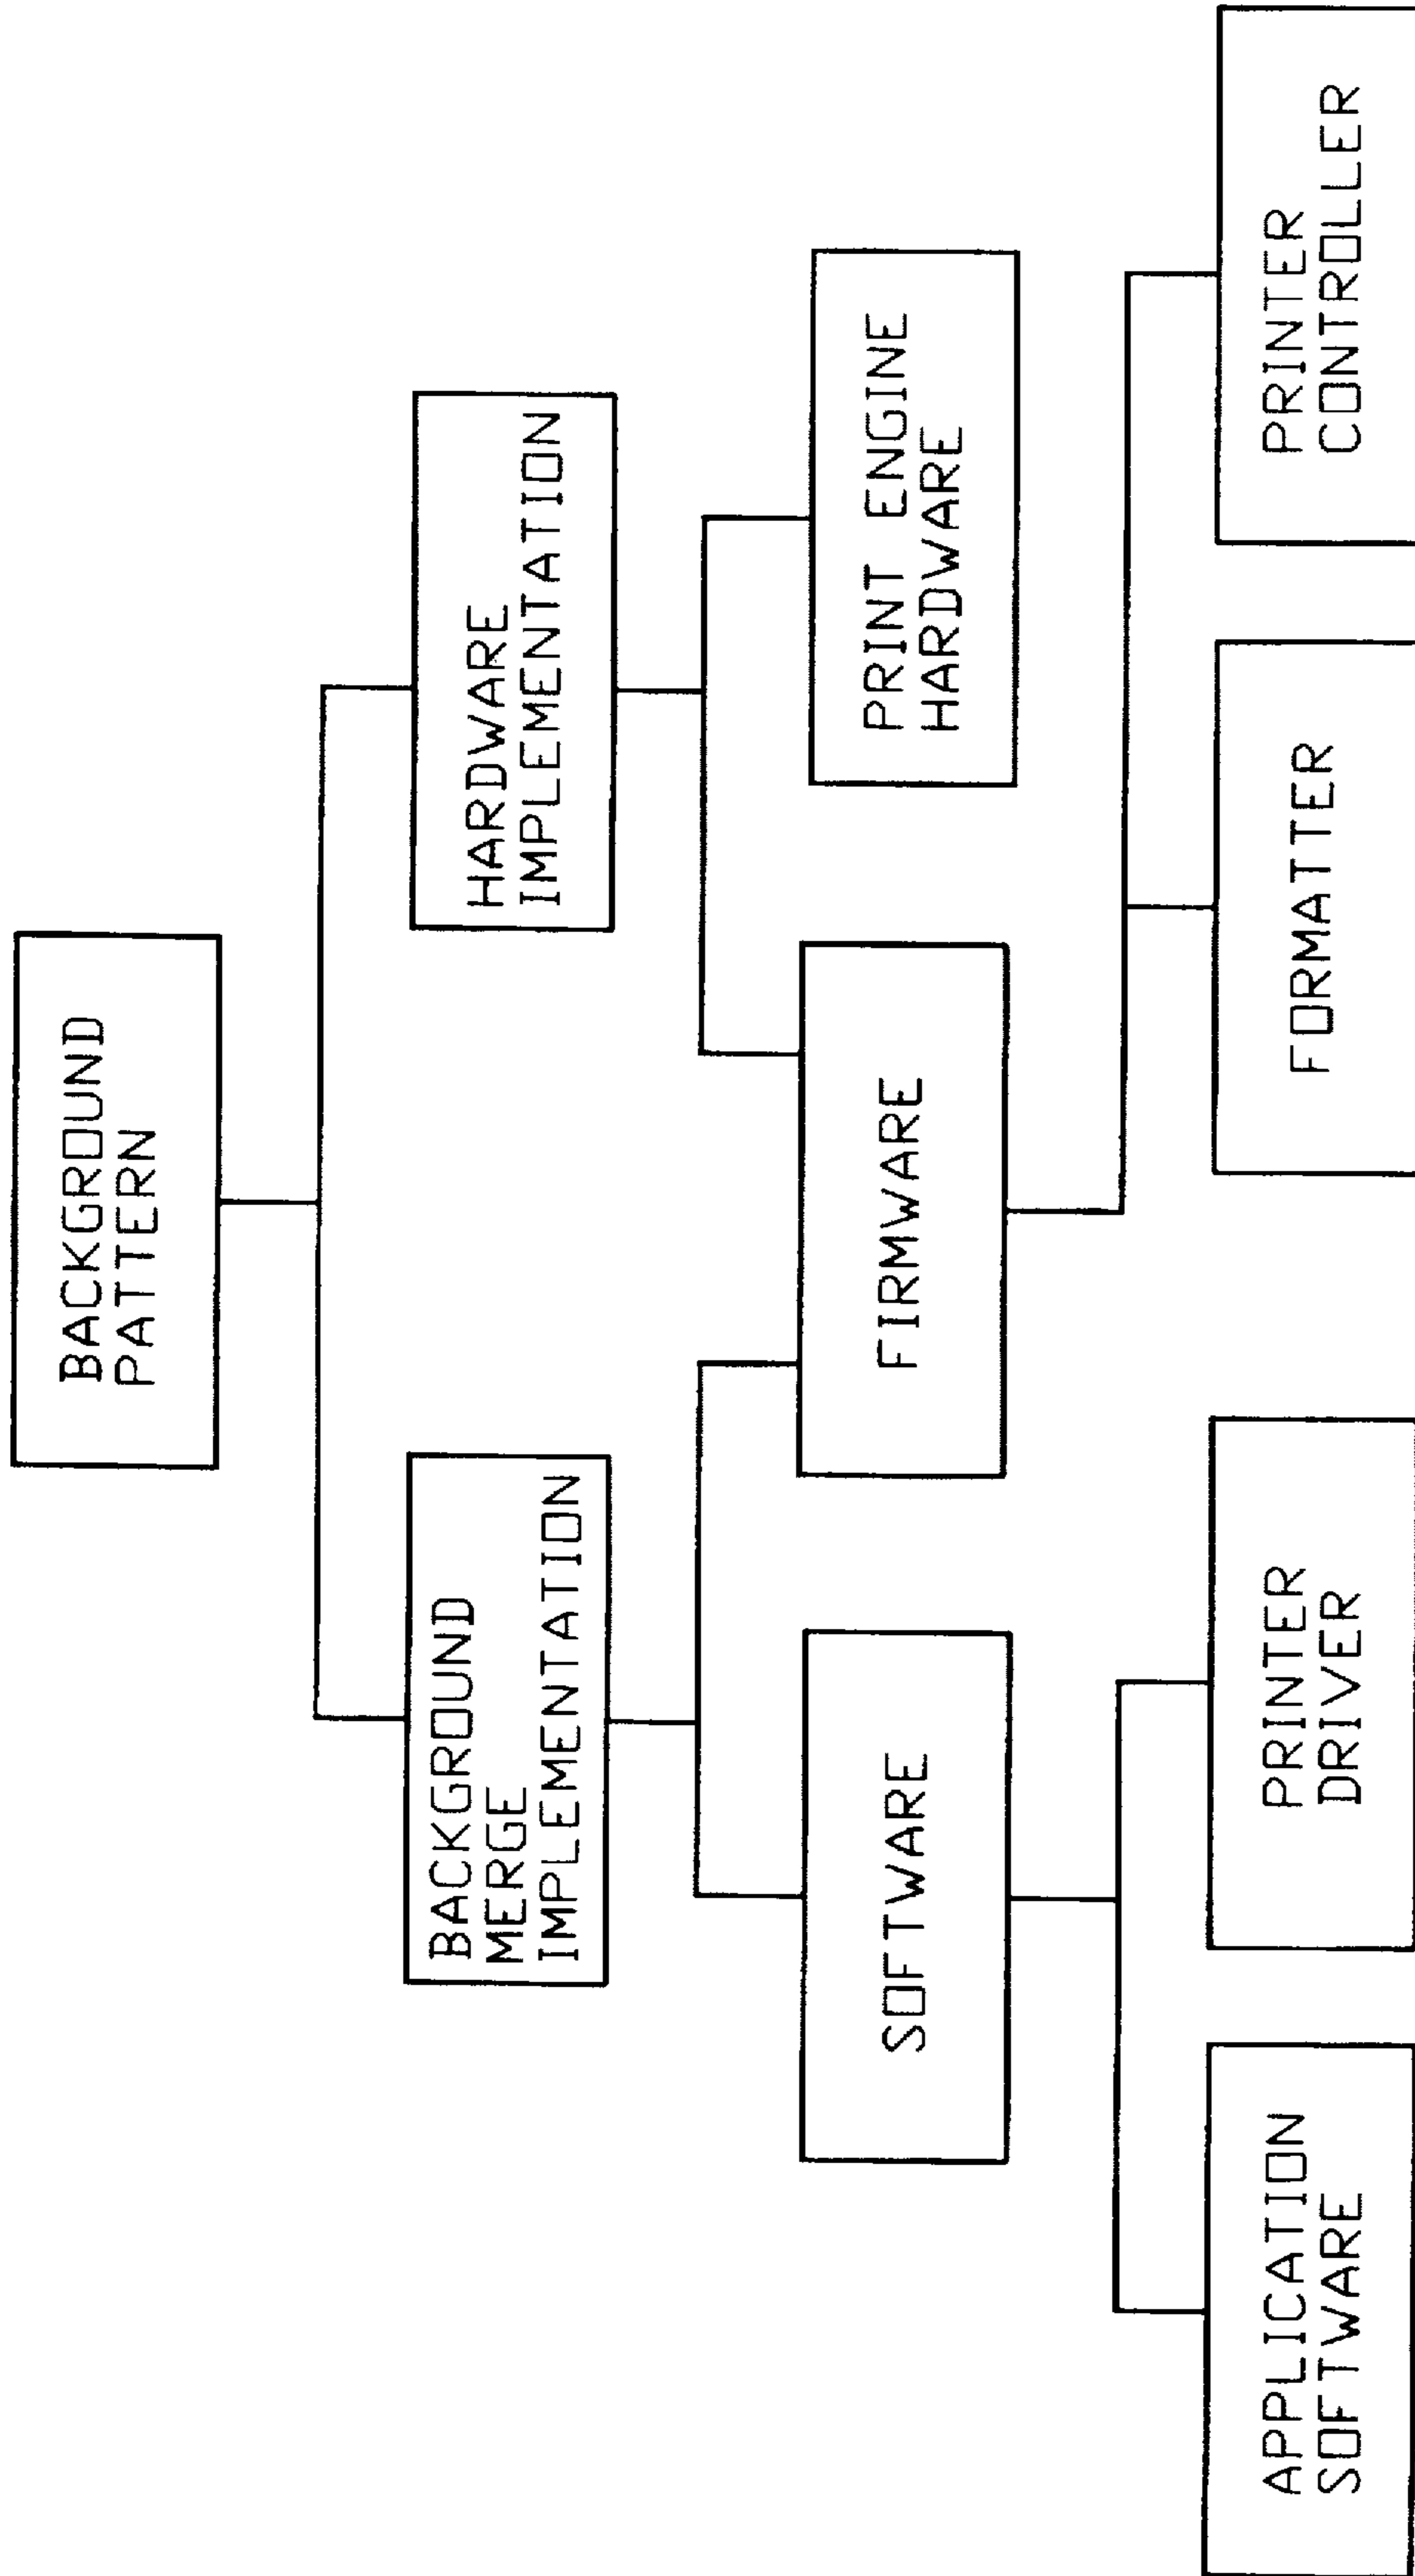 BACKGROUND
PATTERN
BACKGROUND
MERGE
IMPLEMENTATION
HARDWARE
IMPLEMENTATION
SOFTWARE
FIRMWARE
PRINT ENGINE
HARDWARE
APPLICATION
SOFTWARE
PRINTER
DRIVER
FORMATTER
PRINTER
CONTROLLER